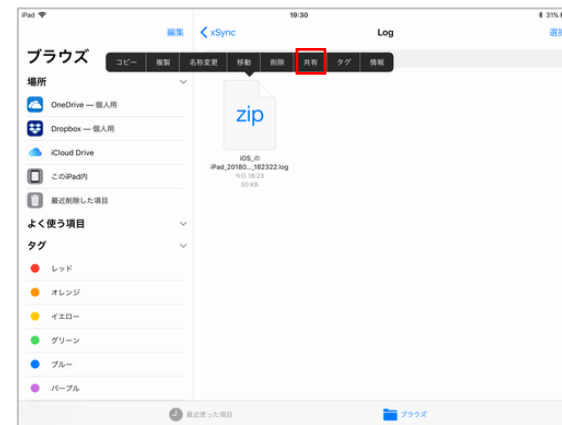 iPad 19:30 31%
編集 xSync Log
ブラウズ
コピー 複製 名称変更 移動 削除 共有 タグ 情報
場所
OneDrive — 個人用
Dropbox — 個人用
iCloud Drive
このiPad内
最近削除した項目
zip
iOS_の
iPad_20180..._182322.log
今日 18:23
50 KB
よく使う項目
タグ
レッド
オレンジ
イエロー
グリーン
ブルー
パープル
最近使った項目 ブラウズ